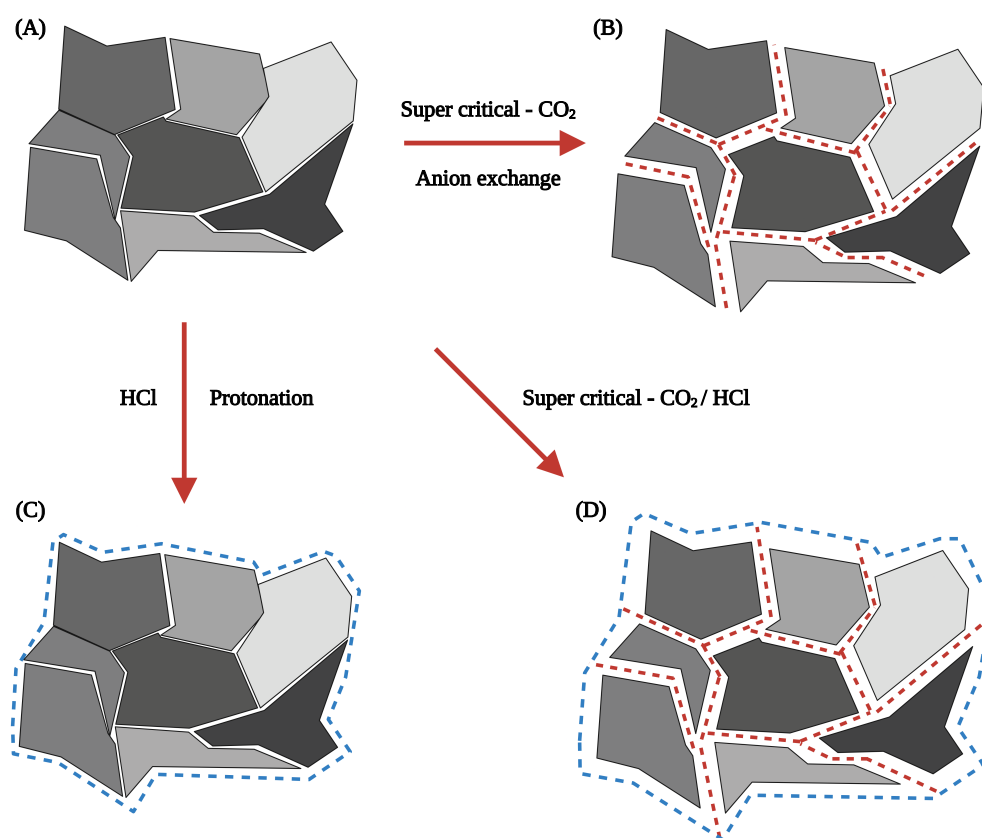 (A)
(B)
Super critical - CO₂
Anion exchange
HCl
Protonation
Super critical - CO₂ / HCl
(C)
(D)